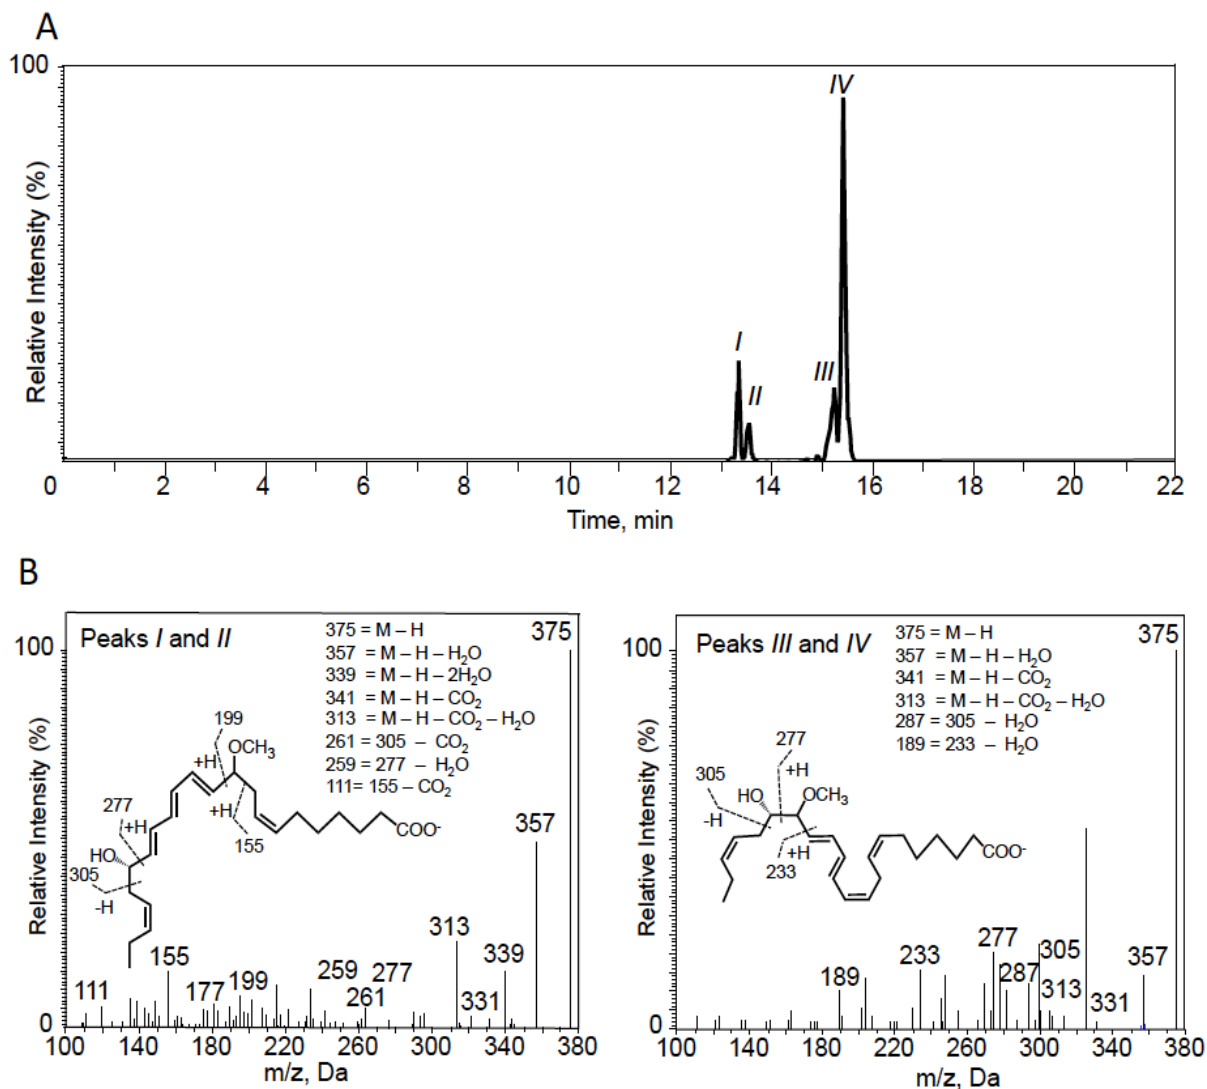 A
100
Relative Intensity (%)
I
II
III
IV
0 2 4 6 8 10 12 14 16 18 20 22
Time, min
B
Peaks I and II
375 = M – H
357 = M – H – H₂O
339 = M – H – 2H₂O
341 = M – H – CO₂
313 = M – H – CO₂ – H₂O
261 = 305 – CO₂
259 = 277 – H₂O
111 = 155 – CO₂
375
100
Relative Intensity (%)
199
+H
OCH₃
277
+H
+H
155
COO⁻
HO
305
-H
357
313
339
331
111
155
177
199
259
261
277
0
100 140 180 220 260 300 340 380
m/z, Da
Peaks III and IV
375 = M – H
357 = M – H – H₂O
341 = M – H – CO₂
313 = M – H – CO₂ – H₂O
287 = 305 – H₂O
189 = 233 – H₂O
375
100
Relative Intensity (%)
277
+H
305
-H
HO
OCH₃
+H
233
COO⁻
189
233
277
287
305
313
331
357
0
100 140 180 220 260 300 340 380
m/z, Da